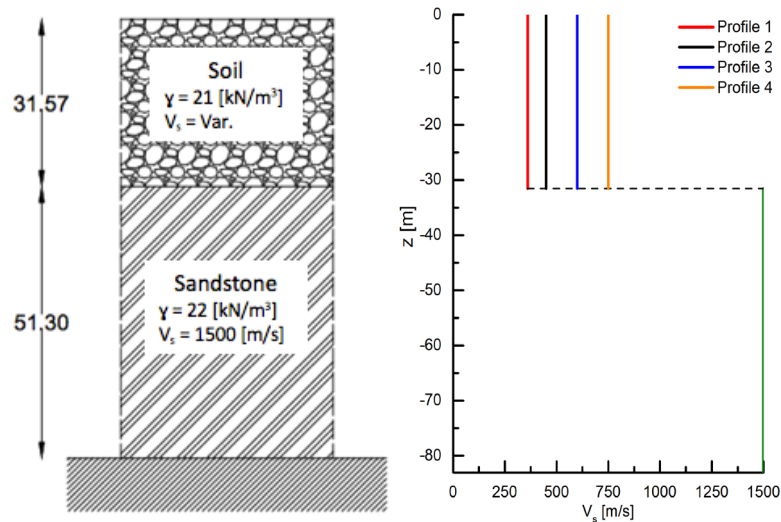 31.57
Soil
ɣ = 21 [kN/m³]
Vₛ = Var.
51.30
Sandstone
ɣ = 22 [kN/m³]
Vₛ = 1500 [m/s]
Profile 1
Profile 2
Profile 3
Profile 4
z [m]
0
-10
-20
-30
-40
-50
-60
-70
-80
0 250 500 750 1000 1250 1500
Vₛ [m/s]